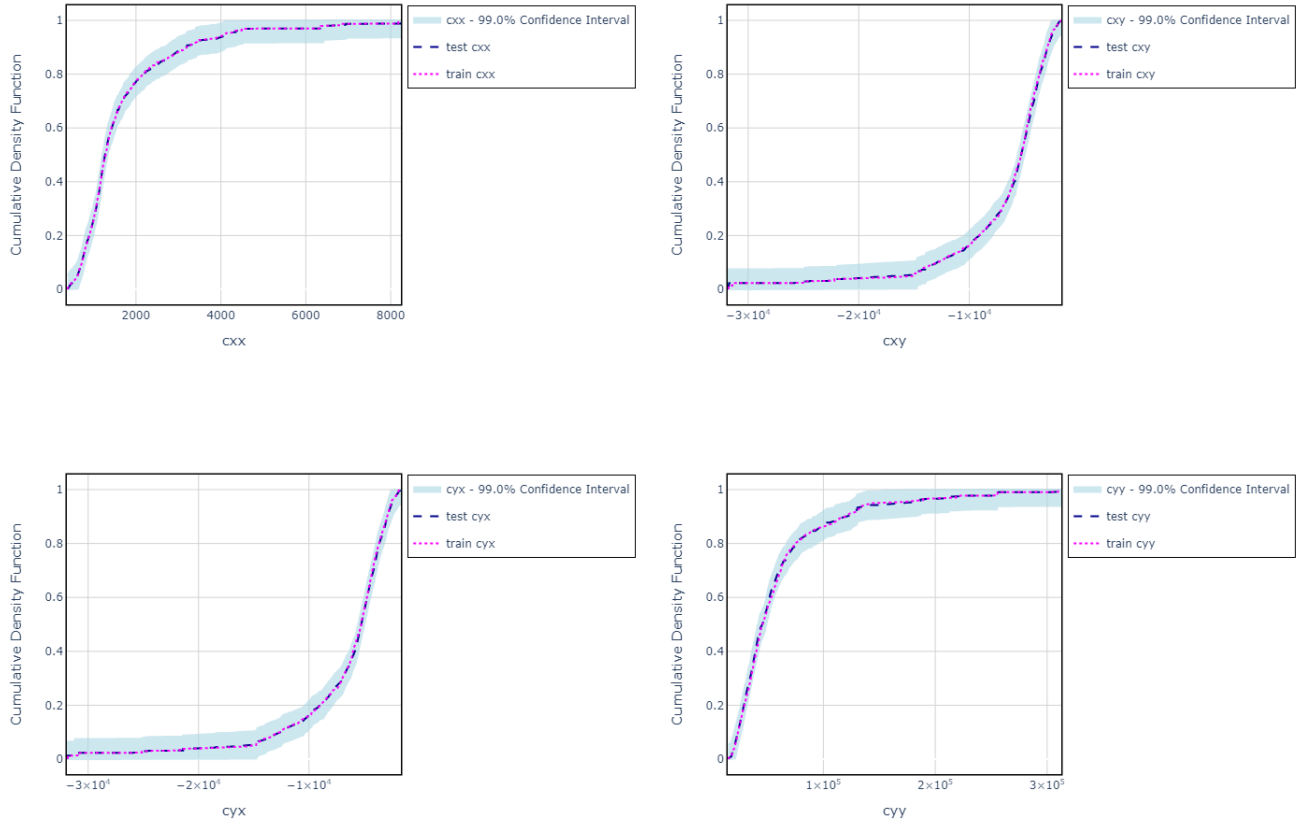 1
0.8
0.6
0.4
0.2
0
Cumulative Density Function
2000 4000 6000 8000
cxx
cxx - 99.0% Confidence Interval
test cxx
train cxx
1
0.8
0.6
0.4
0.2
0
Cumulative Density Function
−3×10⁴ −2×10⁴ −1×10⁴
cxy
cxy - 99.0% Confidence Interval
test cxy
train cxy
1
0.8
0.6
0.4
0.2
0
Cumulative Density Function
−3×10⁴ −2×10⁴ −1×10⁴
cyx
cyx - 99.0% Confidence Interval
test cyx
train cyx
1
0.8
0.6
0.4
0.2
0
Cumulative Density Function
1×10⁵ 2×10⁵ 3×10⁵
cyy
cyy - 99.0% Confidence Interval
test cyy
train cyy